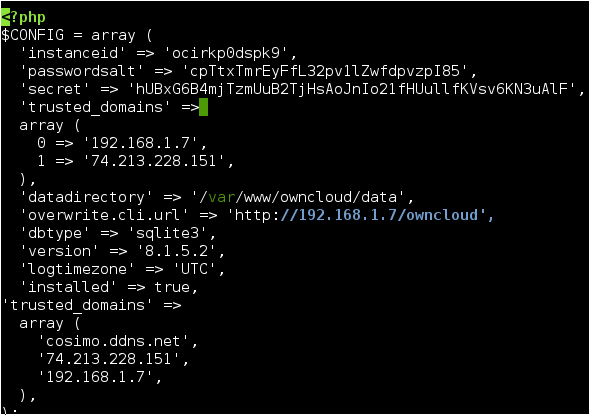 <?php
$CONFIG = array (
  'instanceid' => 'ocirkp0dspk9',
  'passwordsalt' => 'cpTtxTmrEyFfL32pv1lZwfdpvzpI85',
  'secret' => 'hUBxG6B4mjTzmUuB2TjHsAoJnIo21fHUullfKVsv6KN3uAlF',
  'trusted_domains' =>
  array (
    0 => '192.168.1.7',
    1 => '74.213.228.151',
  ),
  'datadirectory' => '/var/www/owncloud/data',
  'overwrite.cli.url' => 'http://192.168.1.7/owncloud',
  'dbtype' => 'sqlite3',
  'version' => '8.1.5.2',
  'logtimezone' => 'UTC',
  'installed' => true,
'trusted_domains' =>
  array (
    'cosimo.ddns.net',
    '74.213.228.151',
    '192.168.1.7',
  ),
);